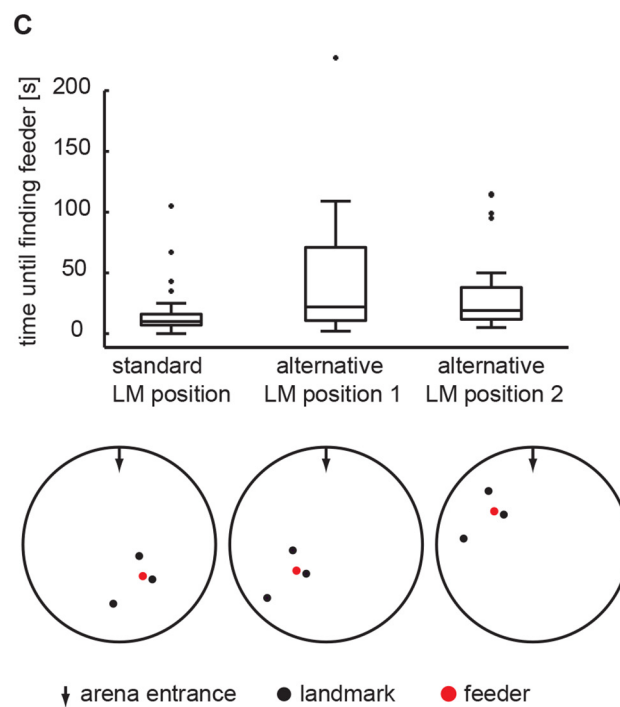 C
time until finding feeder [s]
200
150
100
50
0
standard
LM position
alternative
LM position 1
alternative
LM position 2
arena entrance
landmark
feeder